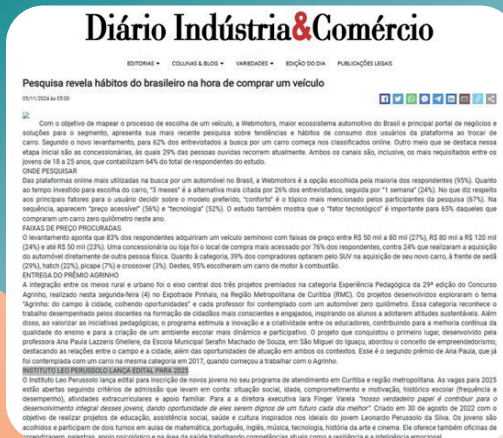 Diário Indústria&Comércio
EDITORIAS COLUNAS & BLOG VARIEDADES EDIÇÃO DO DIA PUBLICAÇÕES LEGAIS
Pesquisa revela hábitos do brasileiro na hora de comprar um veículo
05/11/2024 às 05:00
Com o objetivo de mapear o processo de escolha de um veículo, a Webmotors, maior ecossistema automotivo do Brasil e principal portal de negócios e
soluções para o segmento, apresenta sua mais recente pesquisa sobre tendências e hábitos de consumo dos usuários da plataforma ao trocar de
carro. Segundo o novo levantamento, para 62% dos entrevistados a busca por um carro começa nos classificados online. Outro meio que se destaca nessa
etapa inicial são as concessionárias, às quais 29% das pessoas ouvidas recorrem atualmente. Ambos os canais são, inclusive, os mais requisitados entre os
jovens de 18 a 25 anos, que contabilizam 64% do total de respondentes do estudo.
ONDE PESQUISAR
Das plataformas online mais utilizadas na busca por um automóvel no Brasil, a Webmotors é a opção escolhida pela maioria dos respondentes (95%). Quanto
ao tempo investido para escolha do carro, "3 meses" é a alternativa mais citada por 26% dos entrevistados, seguida por "1 semana" (24%). No que diz respeito
aos principais fatores para o usuário decidir sobre o modelo preferido, "conforto" é o tópico mais mencionado pelos participantes da pesquisa (67%). Na
sequência, aparecem "preço acessível" (56%) e "tecnologia" (52%). O estudo também mostra que o "fator tecnológico" é importante para 65% daqueles que
compraram um carro zero quilômetro neste ano.
FAIXAS DE PREÇO PROCURADAS
O levantamento aponta que 83% dos respondentes adquiriram um veículo seminovo com faixas de preço entre R$ 50 mil a 80 mil (27%), R$ 80 mil a R$ 120 mil
(24%) e até R$ 50 mil (23%). Uma concessionária ou loja foi o local de compra mais acessado por 76% dos respondentes, contra 24% que realizaram a aquisição
do automóvel diretamente de outra pessoa física. Quanto à categoria, 39% dos compradores optaram pelo SUV na aquisição de seu novo carro, à frente de sedã
(29%), hatch (22%), picape (7%) e crossover (3%). Destes, 95% escolheram um carro de motor à combustão.
ENTREGA DO PRÊMIO AGRINHO
A integração entre os meios rural e urbano foi o eixo central dos três projetos premiados na categoria Experiência Pedagógica da 29ª edição do Concurso
Agrinho, realizado nesta segunda-feira (4) no Expotrade Pinhais, na Região Metropolitana de Curitiba (RMC). Os projetos desenvolvidos exploraram o tema
"Agrinho: do campo à cidade, colhendo oportunidades" e cada professor foi contemplado com um automóvel zero quilômetro. Essa categoria reconhece o
trabalho desempenhado pelos docentes na formação de cidadãos mais conscientes e engajados, inspirando os alunos a adotarem atitudes sustentáveis. Além
disso, ao valorizar as iniciativas pedagógicas, o programa estimula a inovação e a criatividade entre os educadores, contribuindo para a melhoria contínua da
qualidade do ensino e para a criação de um ambiente escolar mais dinâmico e participativo. O projeto que conquistou o primeiro lugar, desenvolvido pela
professora Ana Paula Lazzeris Ghellere, da Escola Municipal Serafin Machado de Souza, em São Miguel do Iguaçu, abordou o conceito de empreendedorismo,
destacando as relações entre o campo e a cidade, além das oportunidades de atuação em ambos os contextos. Esse é o segundo prêmio de Ana Paula, que já
foi contemplada com um carro na mesma categoria em 2017, quando começou a trabalhar com o Agrinho.
INSTITUTO LEO PERUSSOLO LANÇA EDITAL PARA 2025
O Instituto Leo Perussolo lança edital para inscrição de novos jovens no seu programa de atendimento em Curitiba e região metropolitana. As vagas para 2025
estão abertas seguindo critérios de admissão que levam em conta: situação social, idade, comprometimento e motivação, histórico escolar (frequência e
desempenho), atividades extracurriculares e apoio familiar. Para a a diretora executiva Iara Finger Varela "nosso verdadeiro papel é contribuir para o
desenvolvimento integral desses jovens, dando oportunidade de eles serem dignos de um futuro cada dia melhor". Criado em 30 de agosto de 2022 com o
objetivo de realizar projetos de educação, assistência social, saúde e cultura inspirados nos ideais do jovem Leonardo Perussolo da Silva. Os jovens são
acolhidos e participam de dois turnos em aulas de matemática, português, inglês, música, tecnologia, história da arte e cinema. Ele oferece também oficinas de
aprendizagem, palestras, apoio psicológico e na área da saúde trabalhando competências atuais como a resiliência e a inteligência emocional.